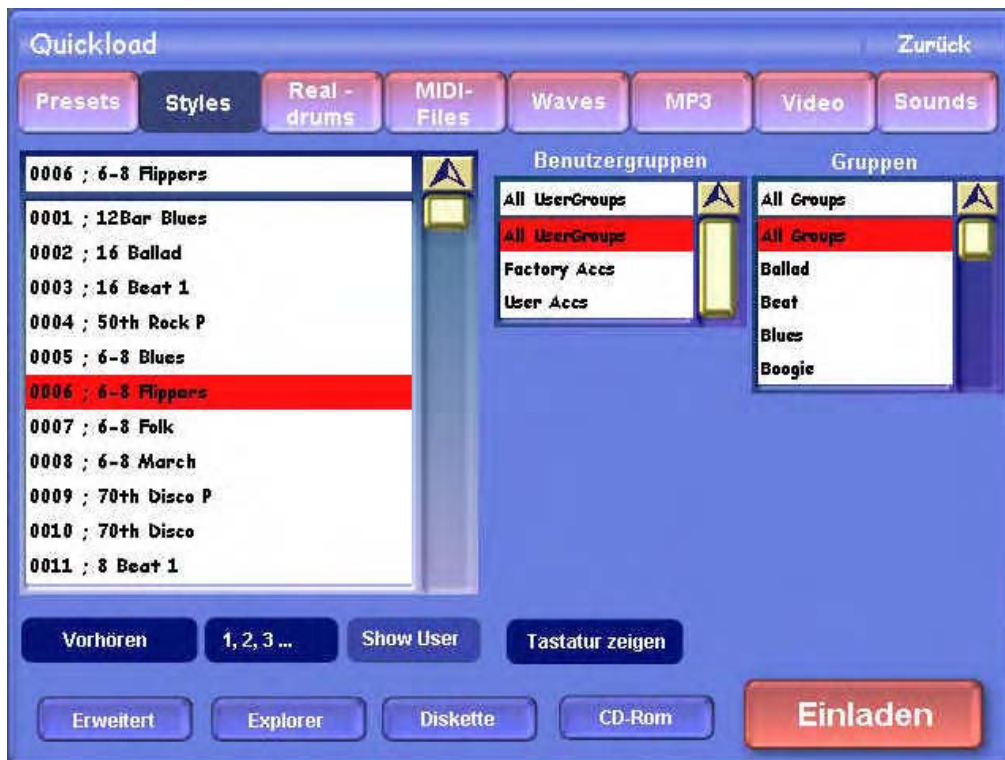 Quickload
Zurück
Presets
Styles
Real -
drums
MIDI-
Files
Waves
MP3
Video
Sounds
0006 ; 6-8 Flippers
0001 ; 12Bar Blues
0002 ; 16 Ballad
0003 ; 16 Beat 1
0004 ; 50th Rock P
0005 ; 6-8 Blues
0006 ; 6-8 Flippers
0007 ; 6-8 Folk
0008 ; 6-8 March
0009 ; 70th Disco P
0010 ; 70th Disco
0011 ; 8 Beat 1
Benutzergruppen
All UserGroups
All UserGroups
Factory Accs
User Accs
Gruppen
All Groups
All Groups
Ballad
Beat
Blues
Boogie
Vorhören
1, 2, 3 ...
Show User
Tastatur zeigen
Erweitert
Explorer
Diskette
CD-Rom
Einladen